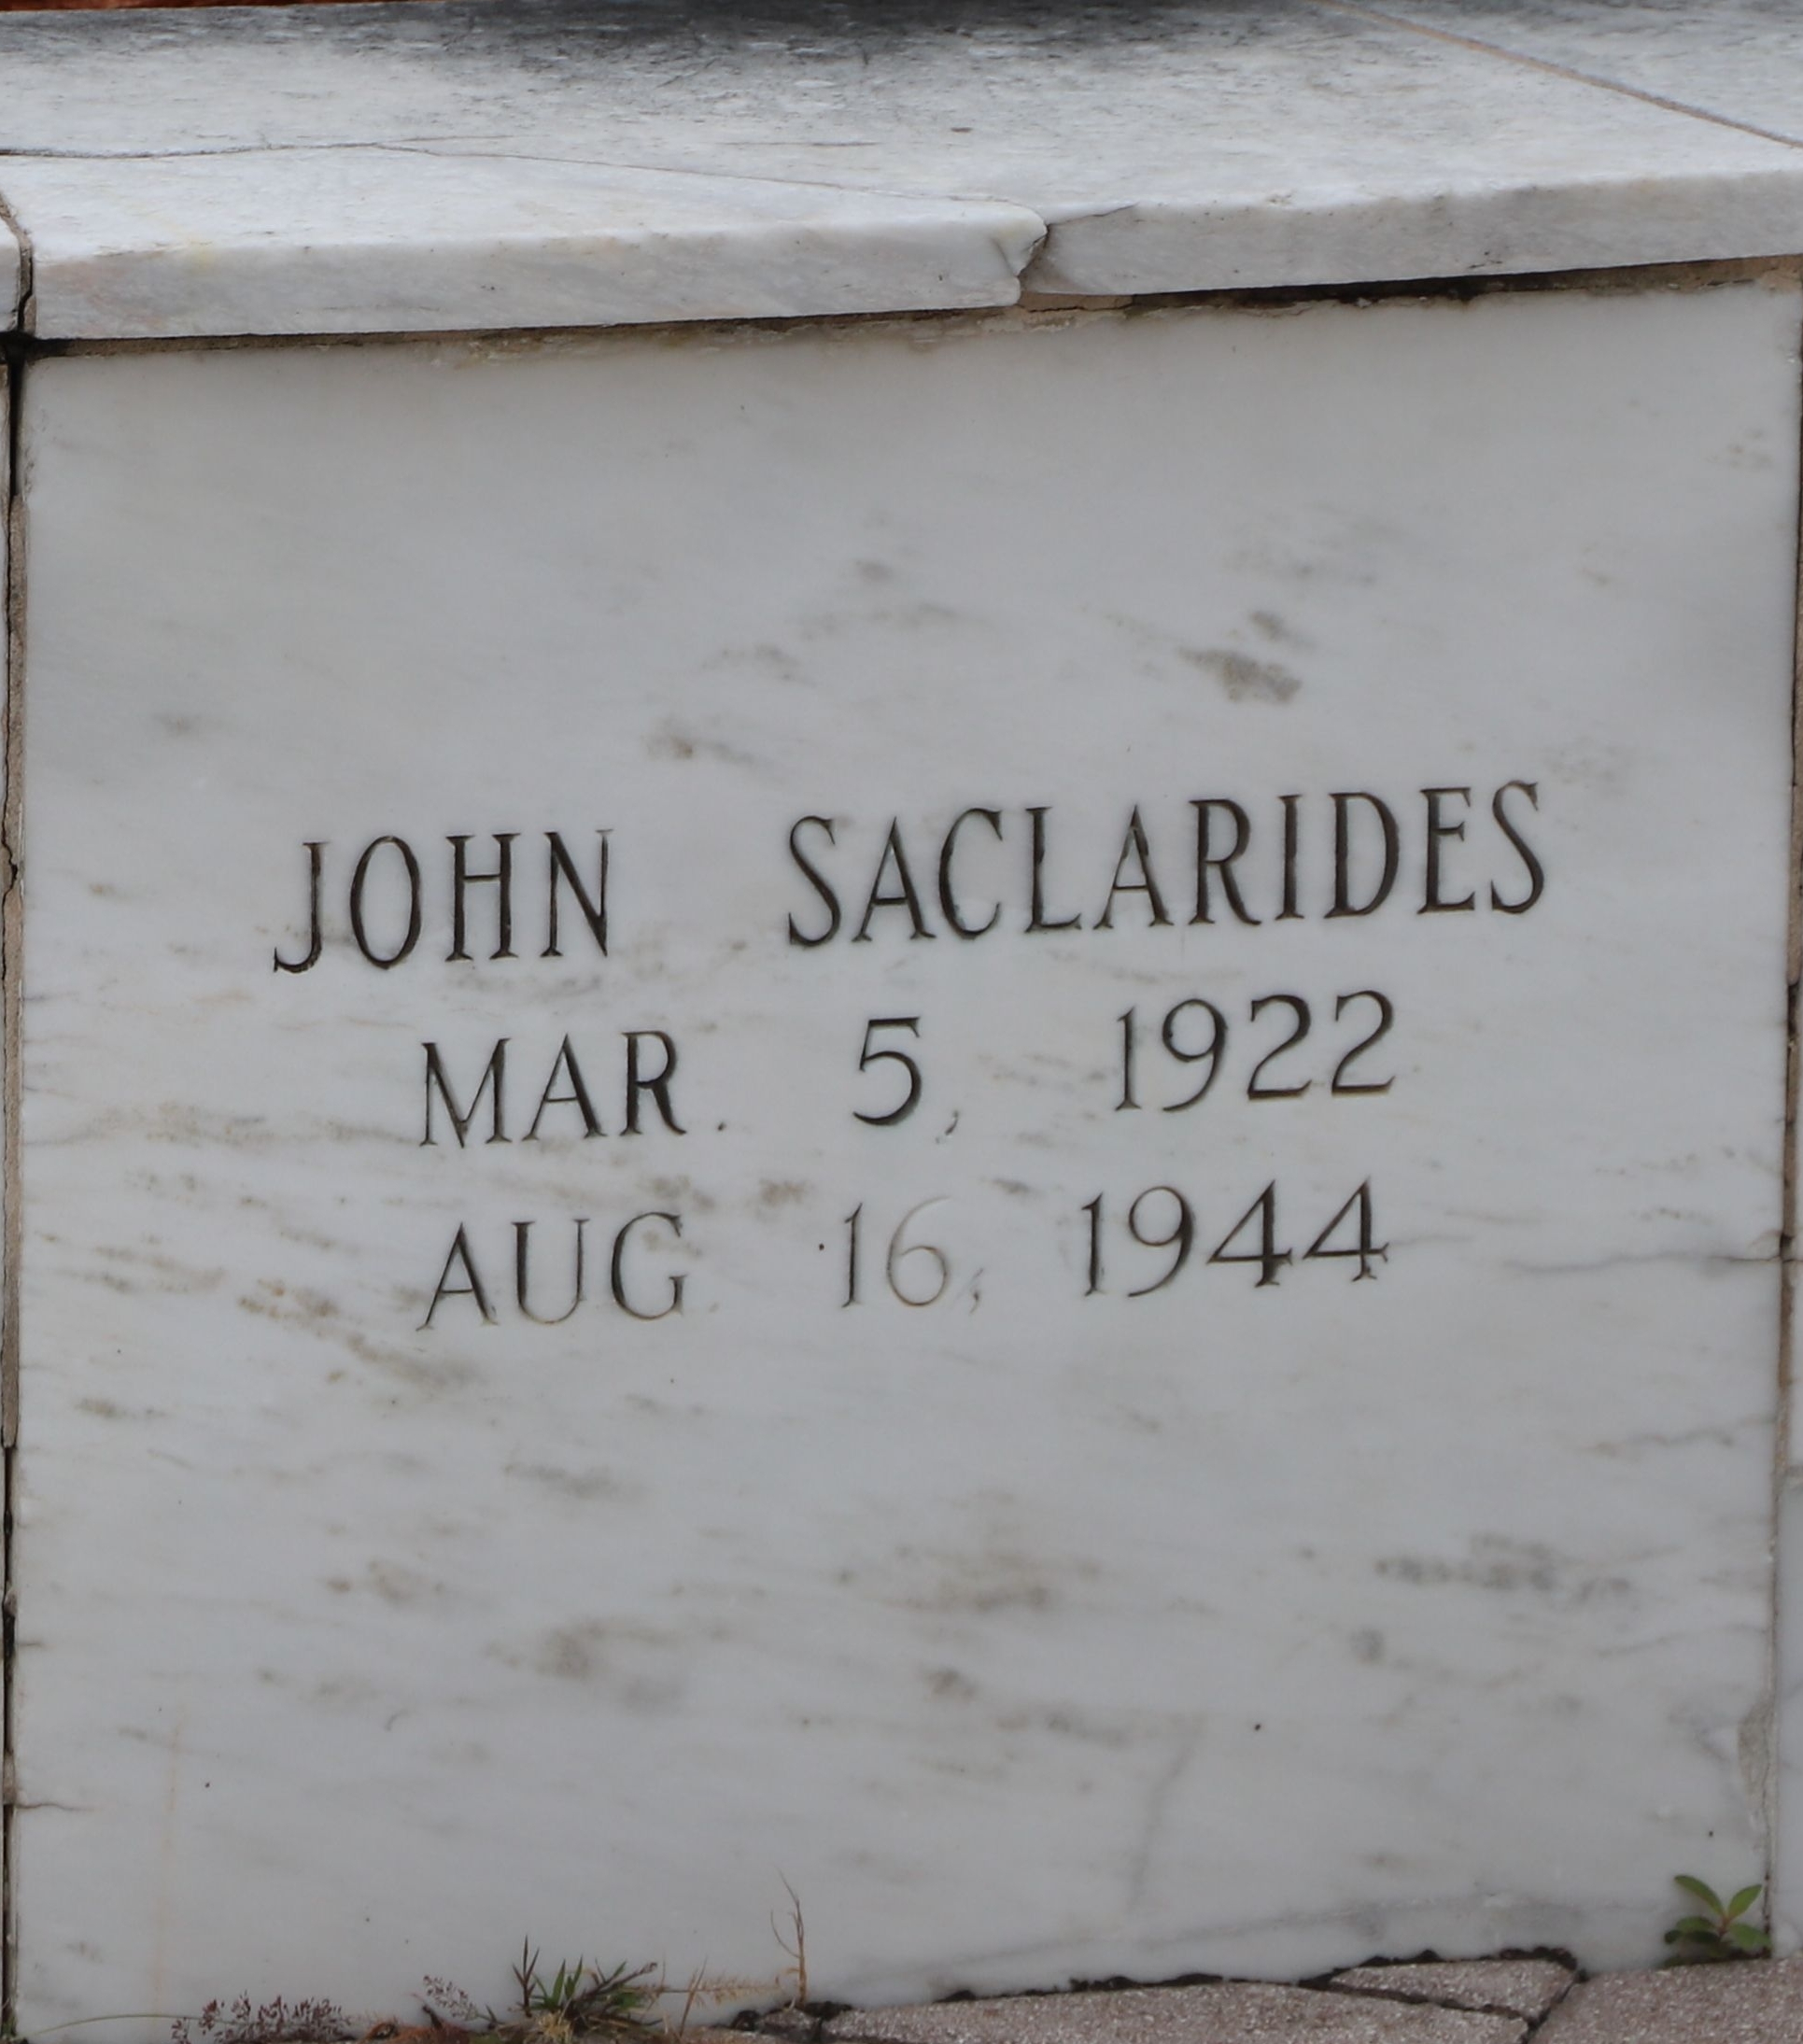 JOHN SACLARIDES
MAR. 5, 1922
AUG. 16, 1944